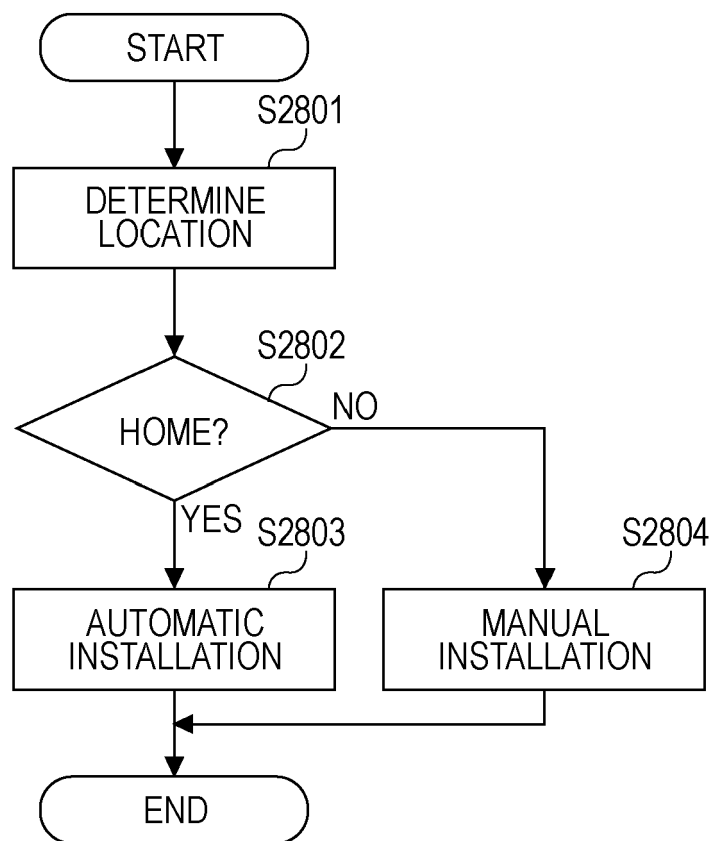 START
S2801
DETERMINE
LOCATION
S2802
HOME?
NO
YES
S2803
AUTOMATIC
INSTALLATION
S2804
MANUAL
INSTALLATION
END